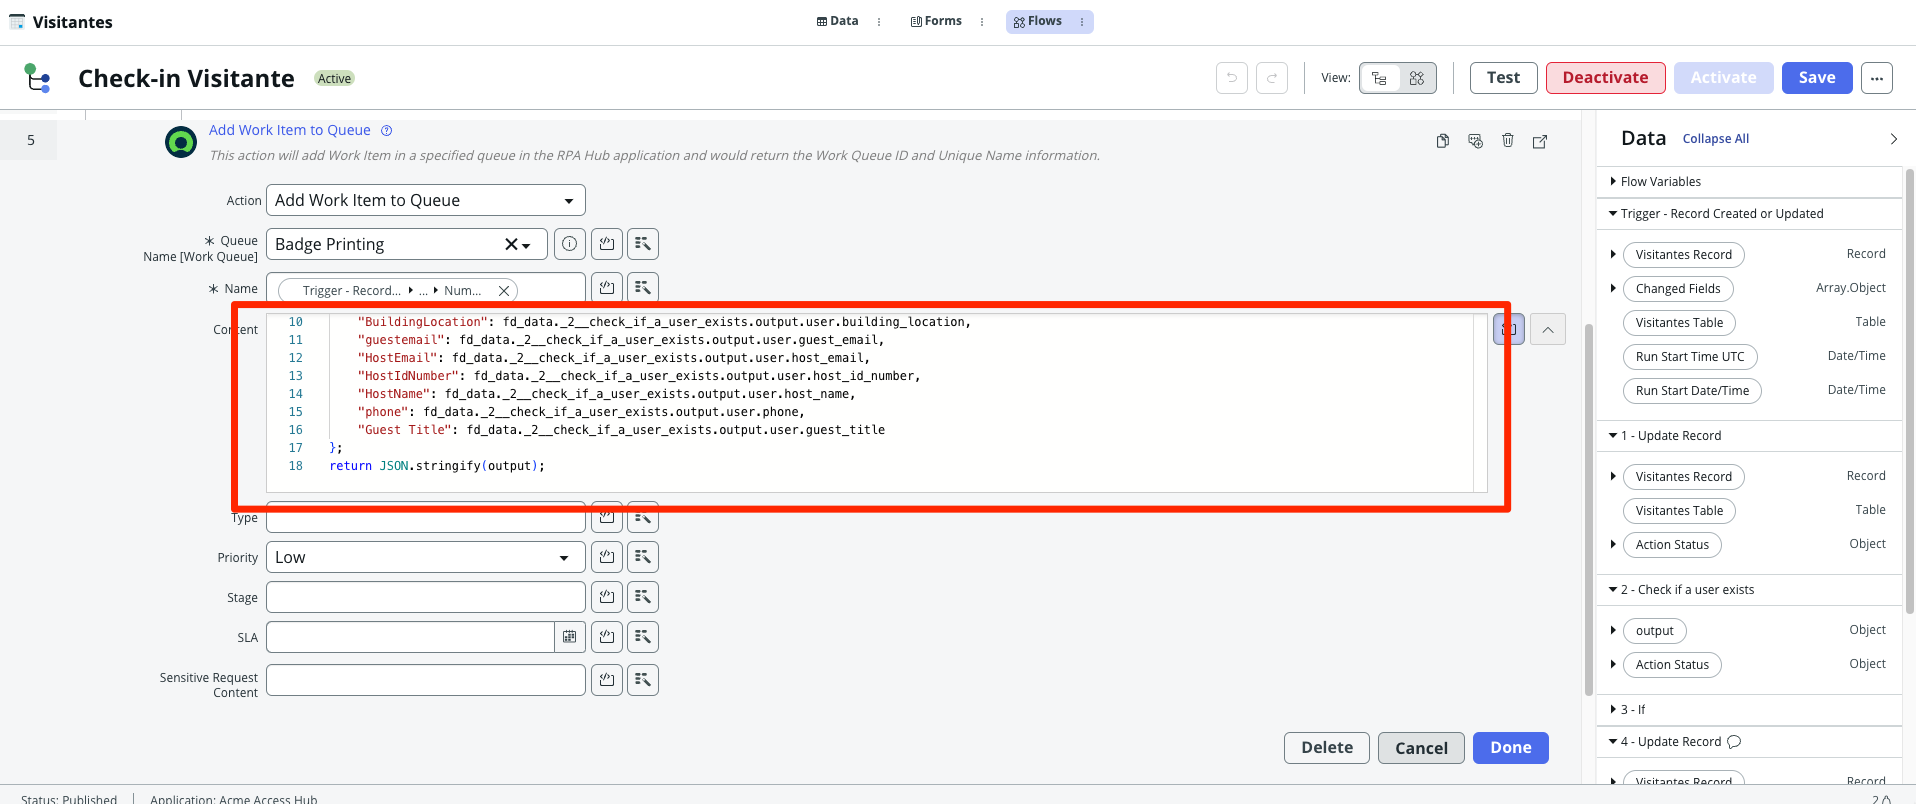 Visitantes
Data
Forms
Flows
Check-in Visitante
Active
View:
Test
Deactivate
Activate
Save
5
Add Work Item to Queue
This action will add Work Item in a specified queue in the RPA Hub application and would return the Work Queue ID and Unique Name information.
Action
Add Work Item to Queue
* Queue
Name [Work Queue]
Badge Printing
* Name
Trigger - Record... ▸ ... ▸ Num...
Content
10 "BuildingLocation": fd_data._2__check_if_a_user_exists.output.user.building_location,
11 "guestemail": fd_data._2__check_if_a_user_exists.output.user.guest_email,
12 "HostEmail": fd_data._2__check_if_a_user_exists.output.user.host_email,
13 "HostIdNumber": fd_data._2__check_if_a_user_exists.output.user.host_id_number,
14 "HostName": fd_data._2__check_if_a_user_exists.output.user.host_name,
15 "phone": fd_data._2__check_if_a_user_exists.output.user.phone,
16 "Guest Title": fd_data._2__check_if_a_user_exists.output.user.guest_title
17 };
18 return JSON.stringify(output);
Type
Priority
Low
Stage
SLA
Sensitive Request
Content
Delete
Cancel
Done
Data
Collapse All
Flow Variables
Trigger - Record Created or Updated
Visitantes Record Record
Changed Fields Array.Object
Visitantes Table Table
Run Start Time UTC Date/Time
Run Start Date/Time Date/Time
1 - Update Record
Visitantes Record Record
Visitantes Table Table
Action Status Object
2 - Check if a user exists
output Object
Action Status Object
3 - If
4 - Update Record
Visitantes Record Record
Status: Published
Application: Acme Access Hub
2